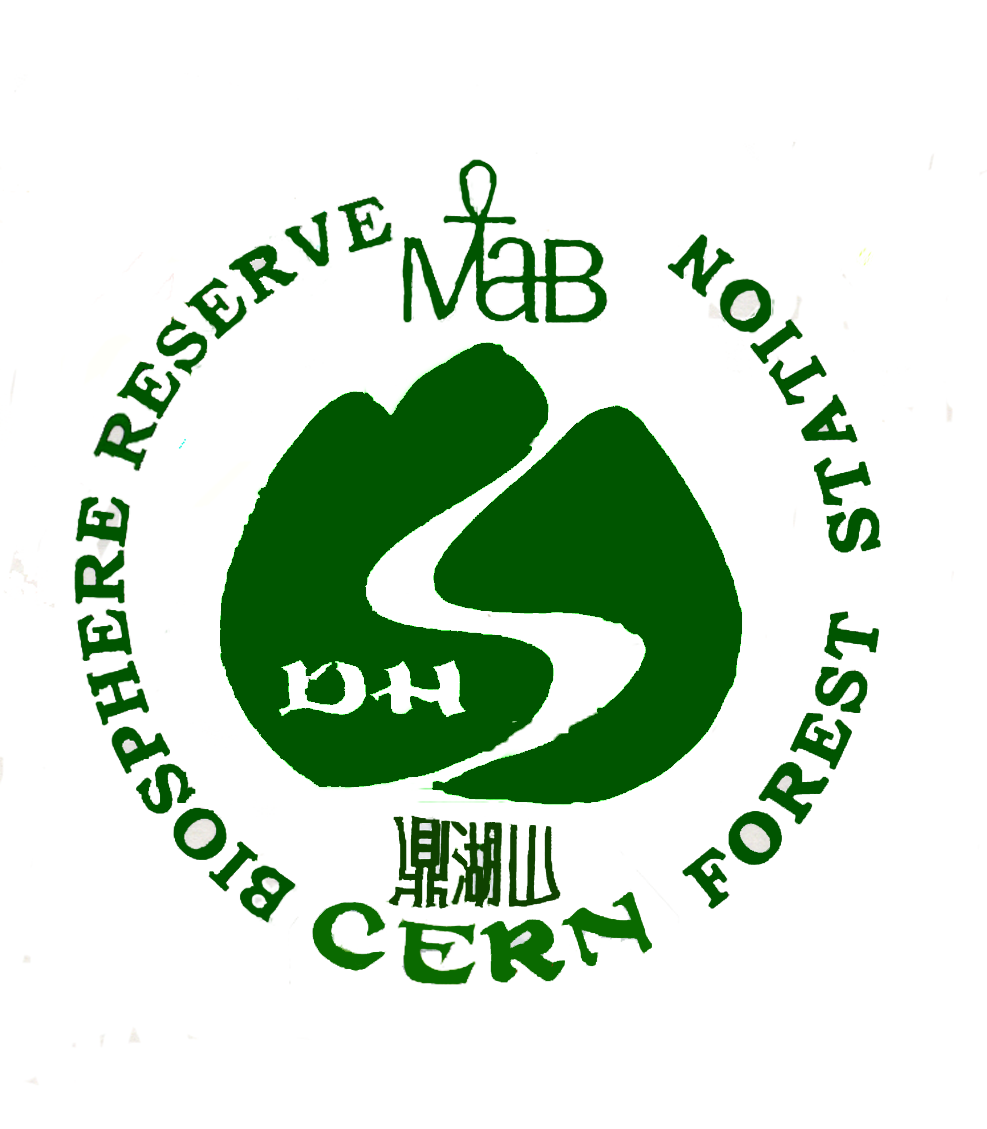 MaB
BIOSPHERE RESERVE
FOREST STATION
DH
鼎湖山
CERN